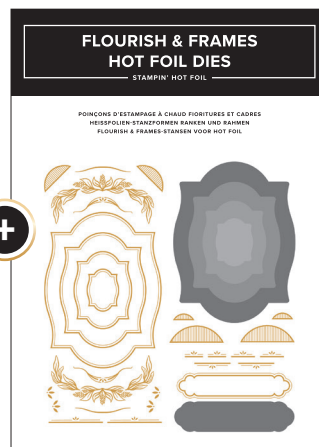 FLOURISH & FRAMES
HOT FOIL DIES
STAMPIN' HOT FOIL
POINÇONS D'ESTAMPAGE À CHAUD FIORITURES ET CADRES
HEISSFOLIEN-STANZFORMEN RANKEN UND RAHMEN
FLOURISH & FRAMES-STANSEN VOOR HOT FOIL
+